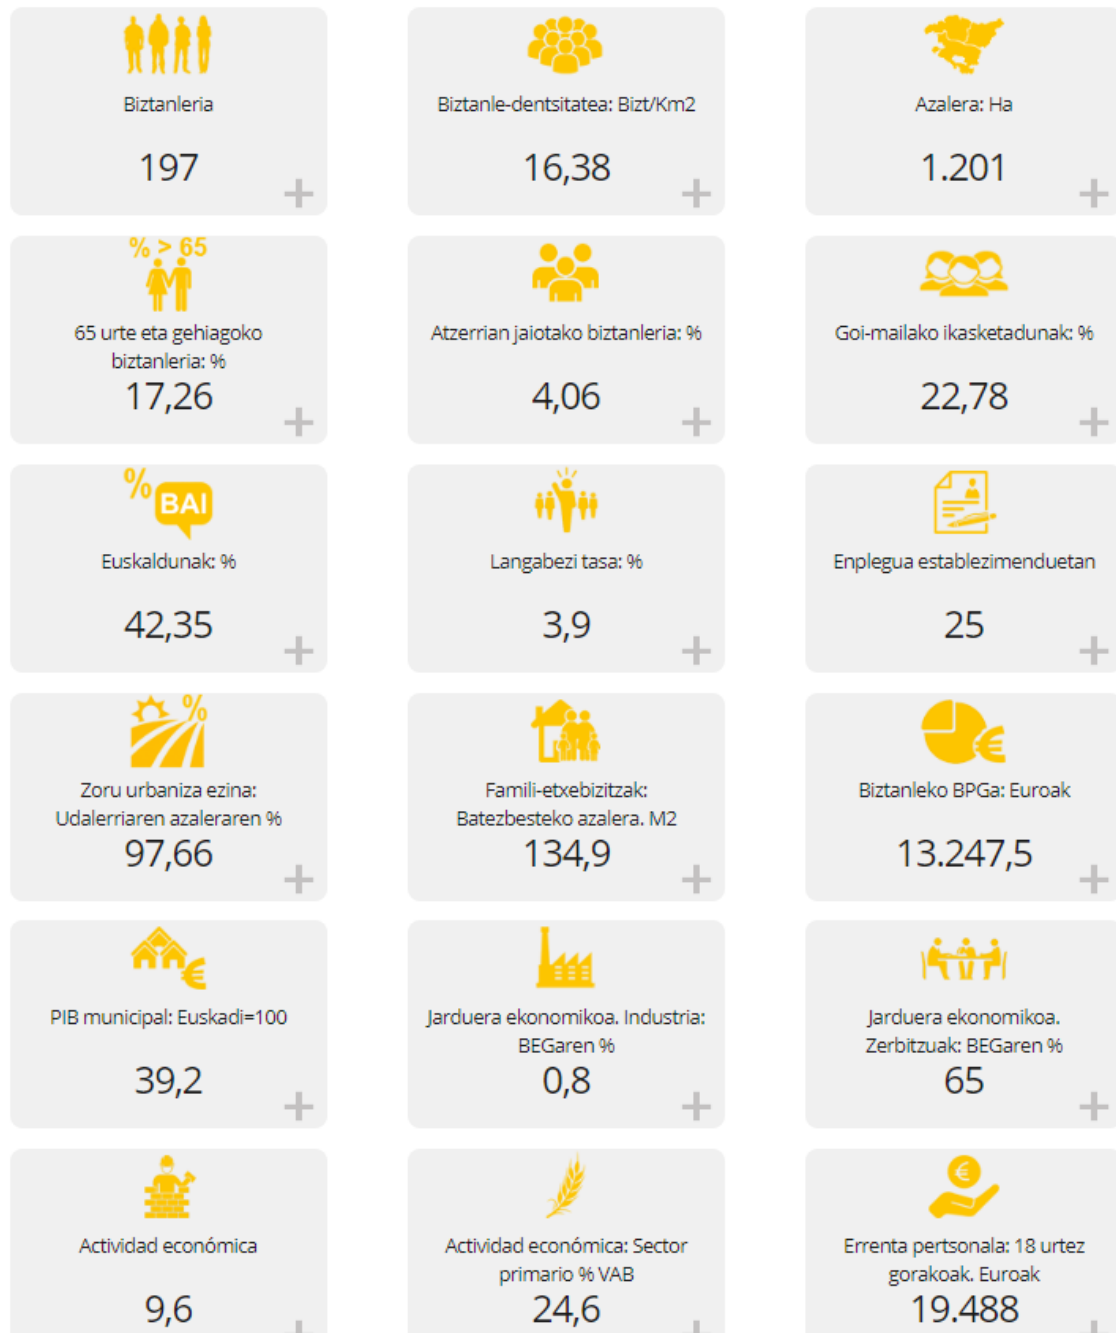 Biztanleria
197
Biztanle-dentsitatea: Bizt/Km2
16,38
Azalera: Ha
1.201
% > 65
65 urte eta gehiagoko
biztanleria: %
17,26
Atzerrian jaiotako biztanleria: %
4,06
Goi-mailako ikasketadunak: %
22,78
% BAI
Euskaldunak: %
42,35
Langabezi tasa: %
3,9
Enplegua establezimenduetan
25
%
Zoru urbaniza ezina:
Udalerriaren azaleraren %
97,66
Famili-etxebizitzak:
Batezbesteko azalera. M2
134,9
€
Biztanleko BPGa: Euroak
13.247,5
€
PIB municipal: Euskadi=100
39,2
Jarduera ekonomikoa. Industria:
BEGaren %
0,8
Jarduera ekonomikoa.
Zerbitzuak: BEGaren %
65
Actividad económica
9,6
Actividad económica: Sector
primario % VAB
24,6
€
Errenta pertsonala: 18 urtez
gorakoak. Euroak
19.488